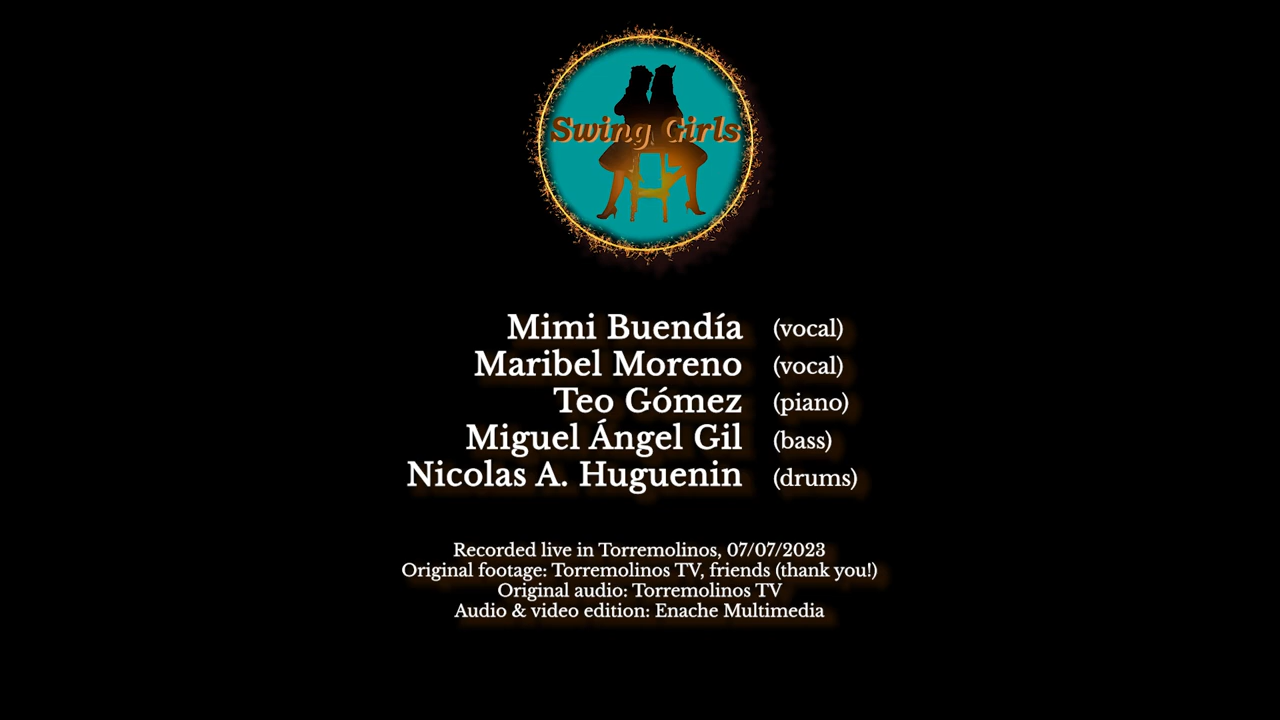 Swing Girls
Mimi Buendía (vocal)
Maribel Moreno (vocal)
Teo Gómez (piano)
Miguel Ángel Gil (bass)
Nicolas A. Huguenin (drums)
Recorded live in Torremolinos, 07/07/2023
Original footage: Torremolinos TV, friends (thank you!)
Original audio: Torremolinos TV
Audio & video edition: Enache Multimedia